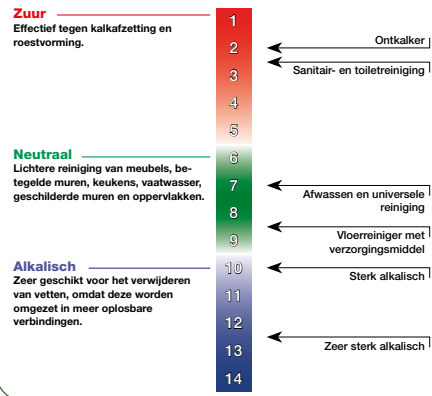 Zuur
Effectief tegen kalkafzetting en
roestvorming.
Neutraal
Lichtere reiniging van meubels, be-
tegelde muren, keukens, vaatwasser,
geschilderde muren en oppervlakken.
Alkalisch
Zeer geschikt voor het verwijderen
van vetten, omdat deze worden
omgezet in meer oplosbare
verbindingen.
1
2
3
4
5
6
7
8
9
10
11
12
13
14
Ontkalker
Sanitair- en toiletreiniging
Afwassen en universele
reiniging
Vloerreiniger met
verzorgingsmiddel
Sterk alkalisch
Zeer sterk alkalisch